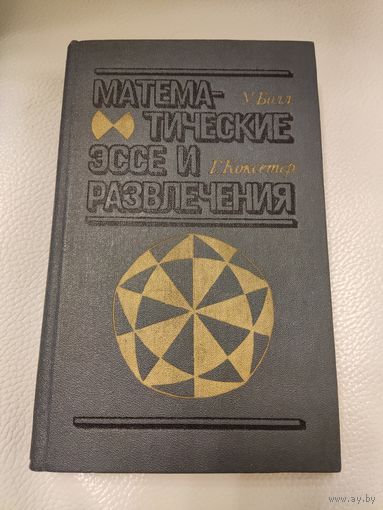 МАТЕМА-
У. Болл
ТИЧЕСКИЕ
ЭССЕ И
Г. Коксетер
РАЗВЛЕЧЕНИЯ
www.ay.by